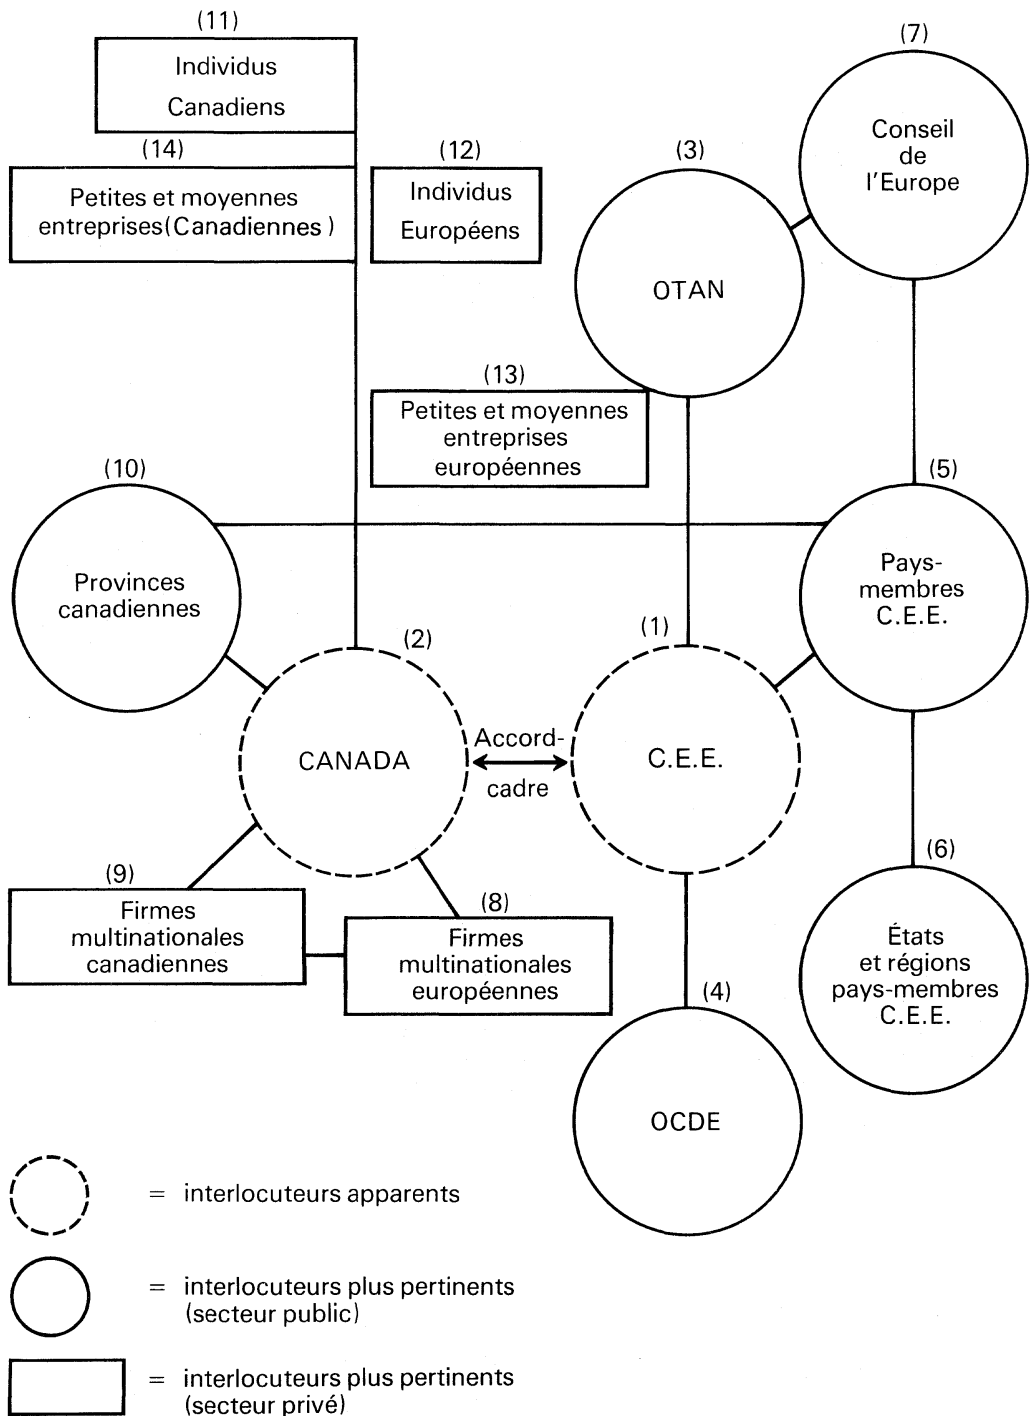 (11)
Individus
Canadiens
(7)
Conseil
de
l'Europe
(14)
Petites et moyennes
entreprises(Canadiennes )
(12)
Individus
Européens
(3)
OTAN
(13)
Petites et moyennes
entreprises
européennes
(10)
Provinces
canadiennes
(5)
Pays-
membres
C.E.E.
(2)
CANADA
Accord-
cadre
(1)
C.E.E.
(9)
Firmes
multinationales
canadiennes
(8)
Firmes
multinationales
européennes
(6)
États
et régions
pays-membres
C.E.E.
(4)
OCDE
= interlocuteurs apparents
= interlocuteurs plus pertinents
(secteur public)
= interlocuteurs plus pertinents
(secteur privé)